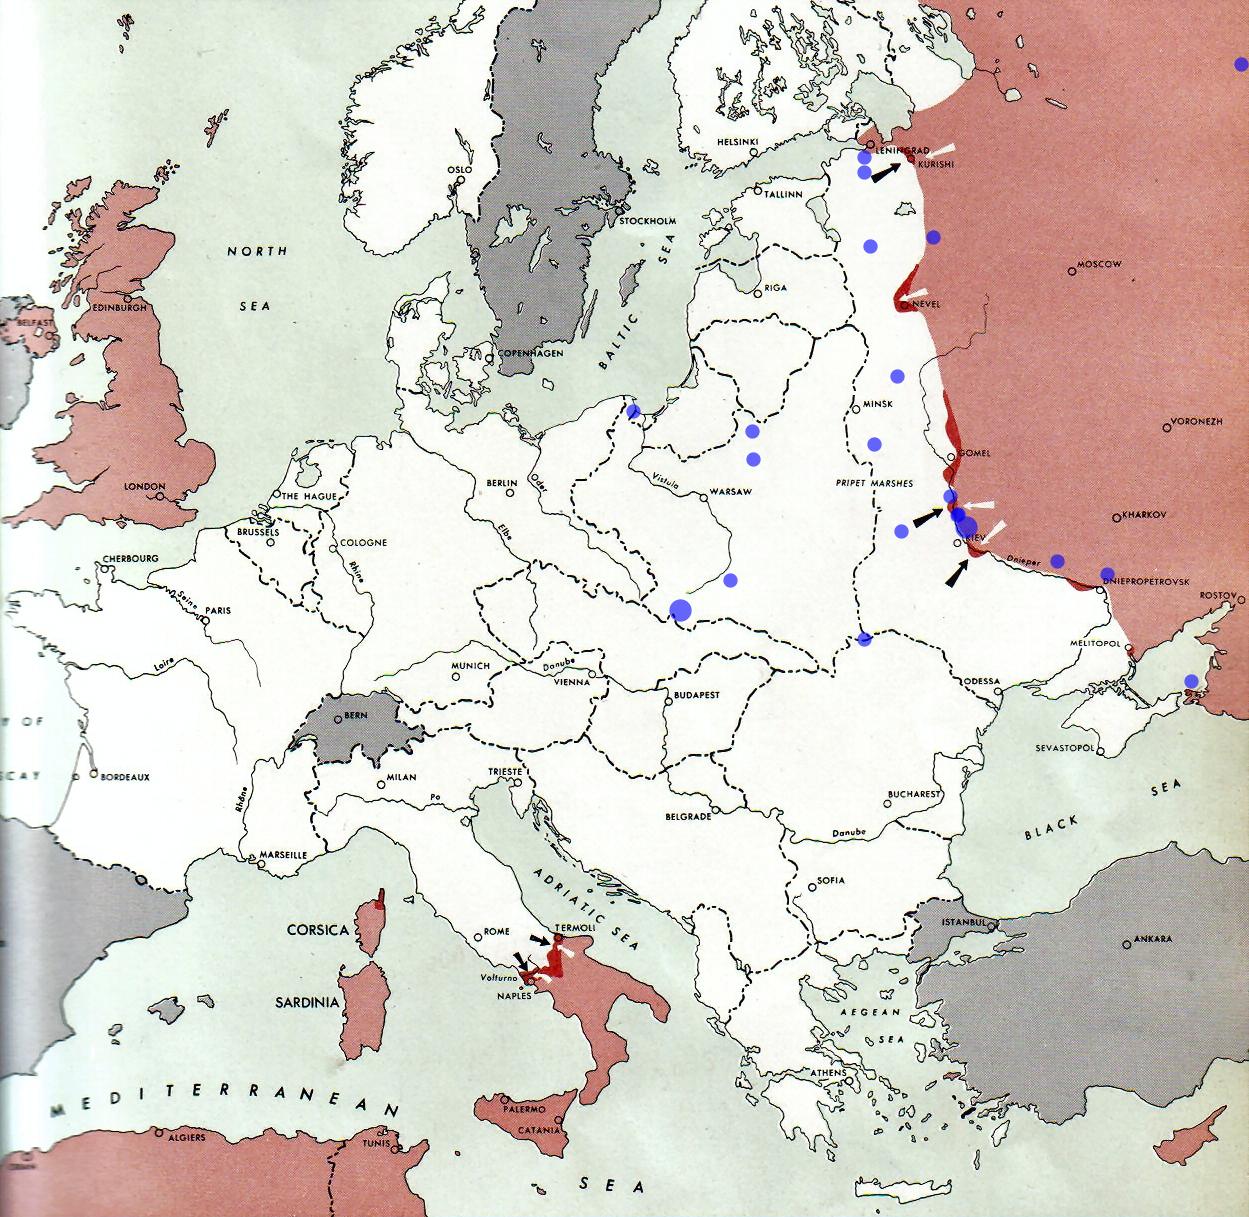 HELSINKI
LENINGRAD
KURISHI
OSLO
TALLINN
STOCKHOLM
NORTH
SEA
BALTIC SEA
MOSCOW
RIGA
NEVEL
EDINBURGH
BELFAST
COPENHAGEN
MINSK
VORONEZH
GOMEL
LONDON
THE HAGUE
BERLIN
Oder
Vistula
WARSAW
PRIPET MARSHES
BRUSSELS
COLOGNE
Elbe
KHARKOV
KIEV
CHERBOURG
Rhine
Dnieper
DNIEPROPETROVSK
Seine
PARIS
ROSTOV
Loire
MUNICH
Danube
VIENNA
MELITOPOL
BUDAPEST
ODESSA
Y OF
SCAY
BERN
SEVASTOPOL
BORDEAUX
MILAN
TRIESTE
Rhône
Po
BUCHAREST
BELGRADE
Danube
BLACK SEA
MARSEILLE
SOFIA
ADRIATIC SEA
CORSICA
ROME
TERMOLI
ISTANBUL
ANKARA
Volturno
NAPLES
SARDINIA
AEGEAN
SEA
ATHENS
MEDITERRANEAN
PALERMO
CATANIA
ALGIERS
TUNIS
SEA